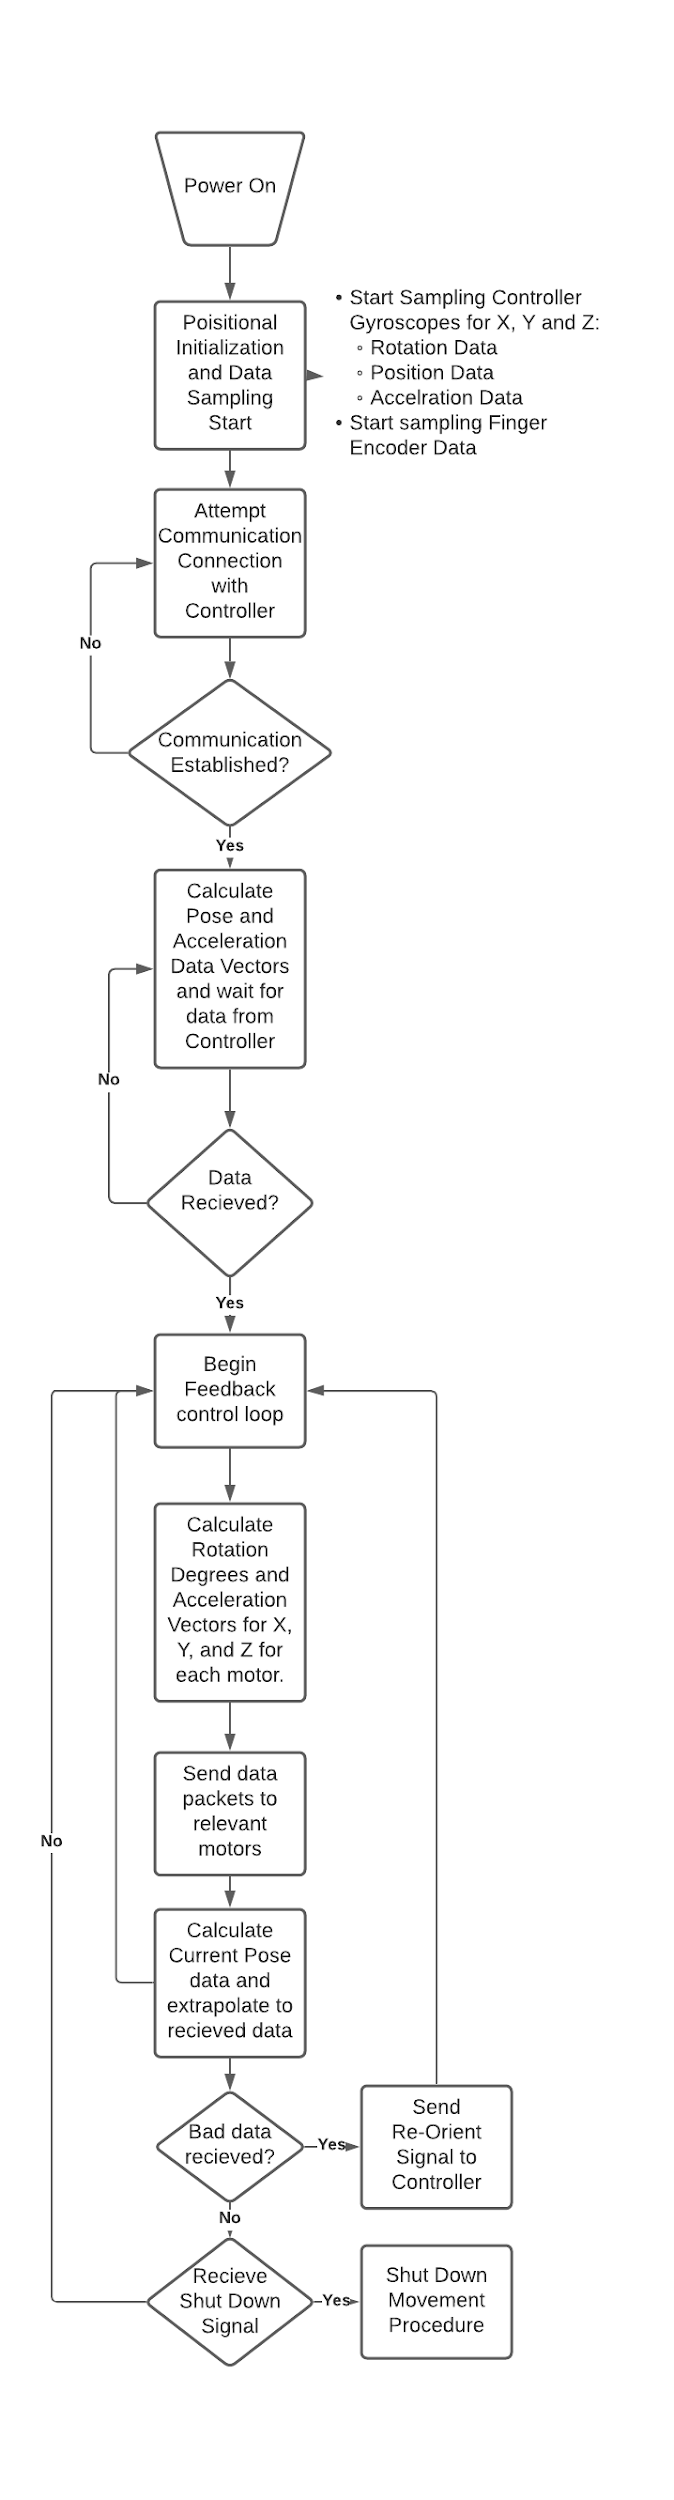 Power On
Poisitional
Initialization
and Data
Sampling
Start
• Start Sampling Controller
Gyroscopes for X, Y and Z:
◦ Rotation Data
◦ Position Data
◦ Accelration Data
• Start sampling Finger
Encoder Data
Attempt
Communication
Connection
with
Controller
No
Communication
Established?
Yes
Calculate
Pose and
Acceleration
Data Vectors
and wait for
data from
Controller
No
Data
Recieved?
Yes
Begin
Feedback
control loop
Calculate
Rotation
Degrees and
Acceleration
Vectors for X,
Y, and Z for
each motor.
Send data
packets to
relevant
motors
No
Calculate
Current Pose
data and
extrapolate to
recieved data
Bad data
recieved?
Yes
Send
Re-Orient
Signal to
Controller
No
Recieve
Shut Down
Signal
Yes
Shut Down
Movement
Procedure